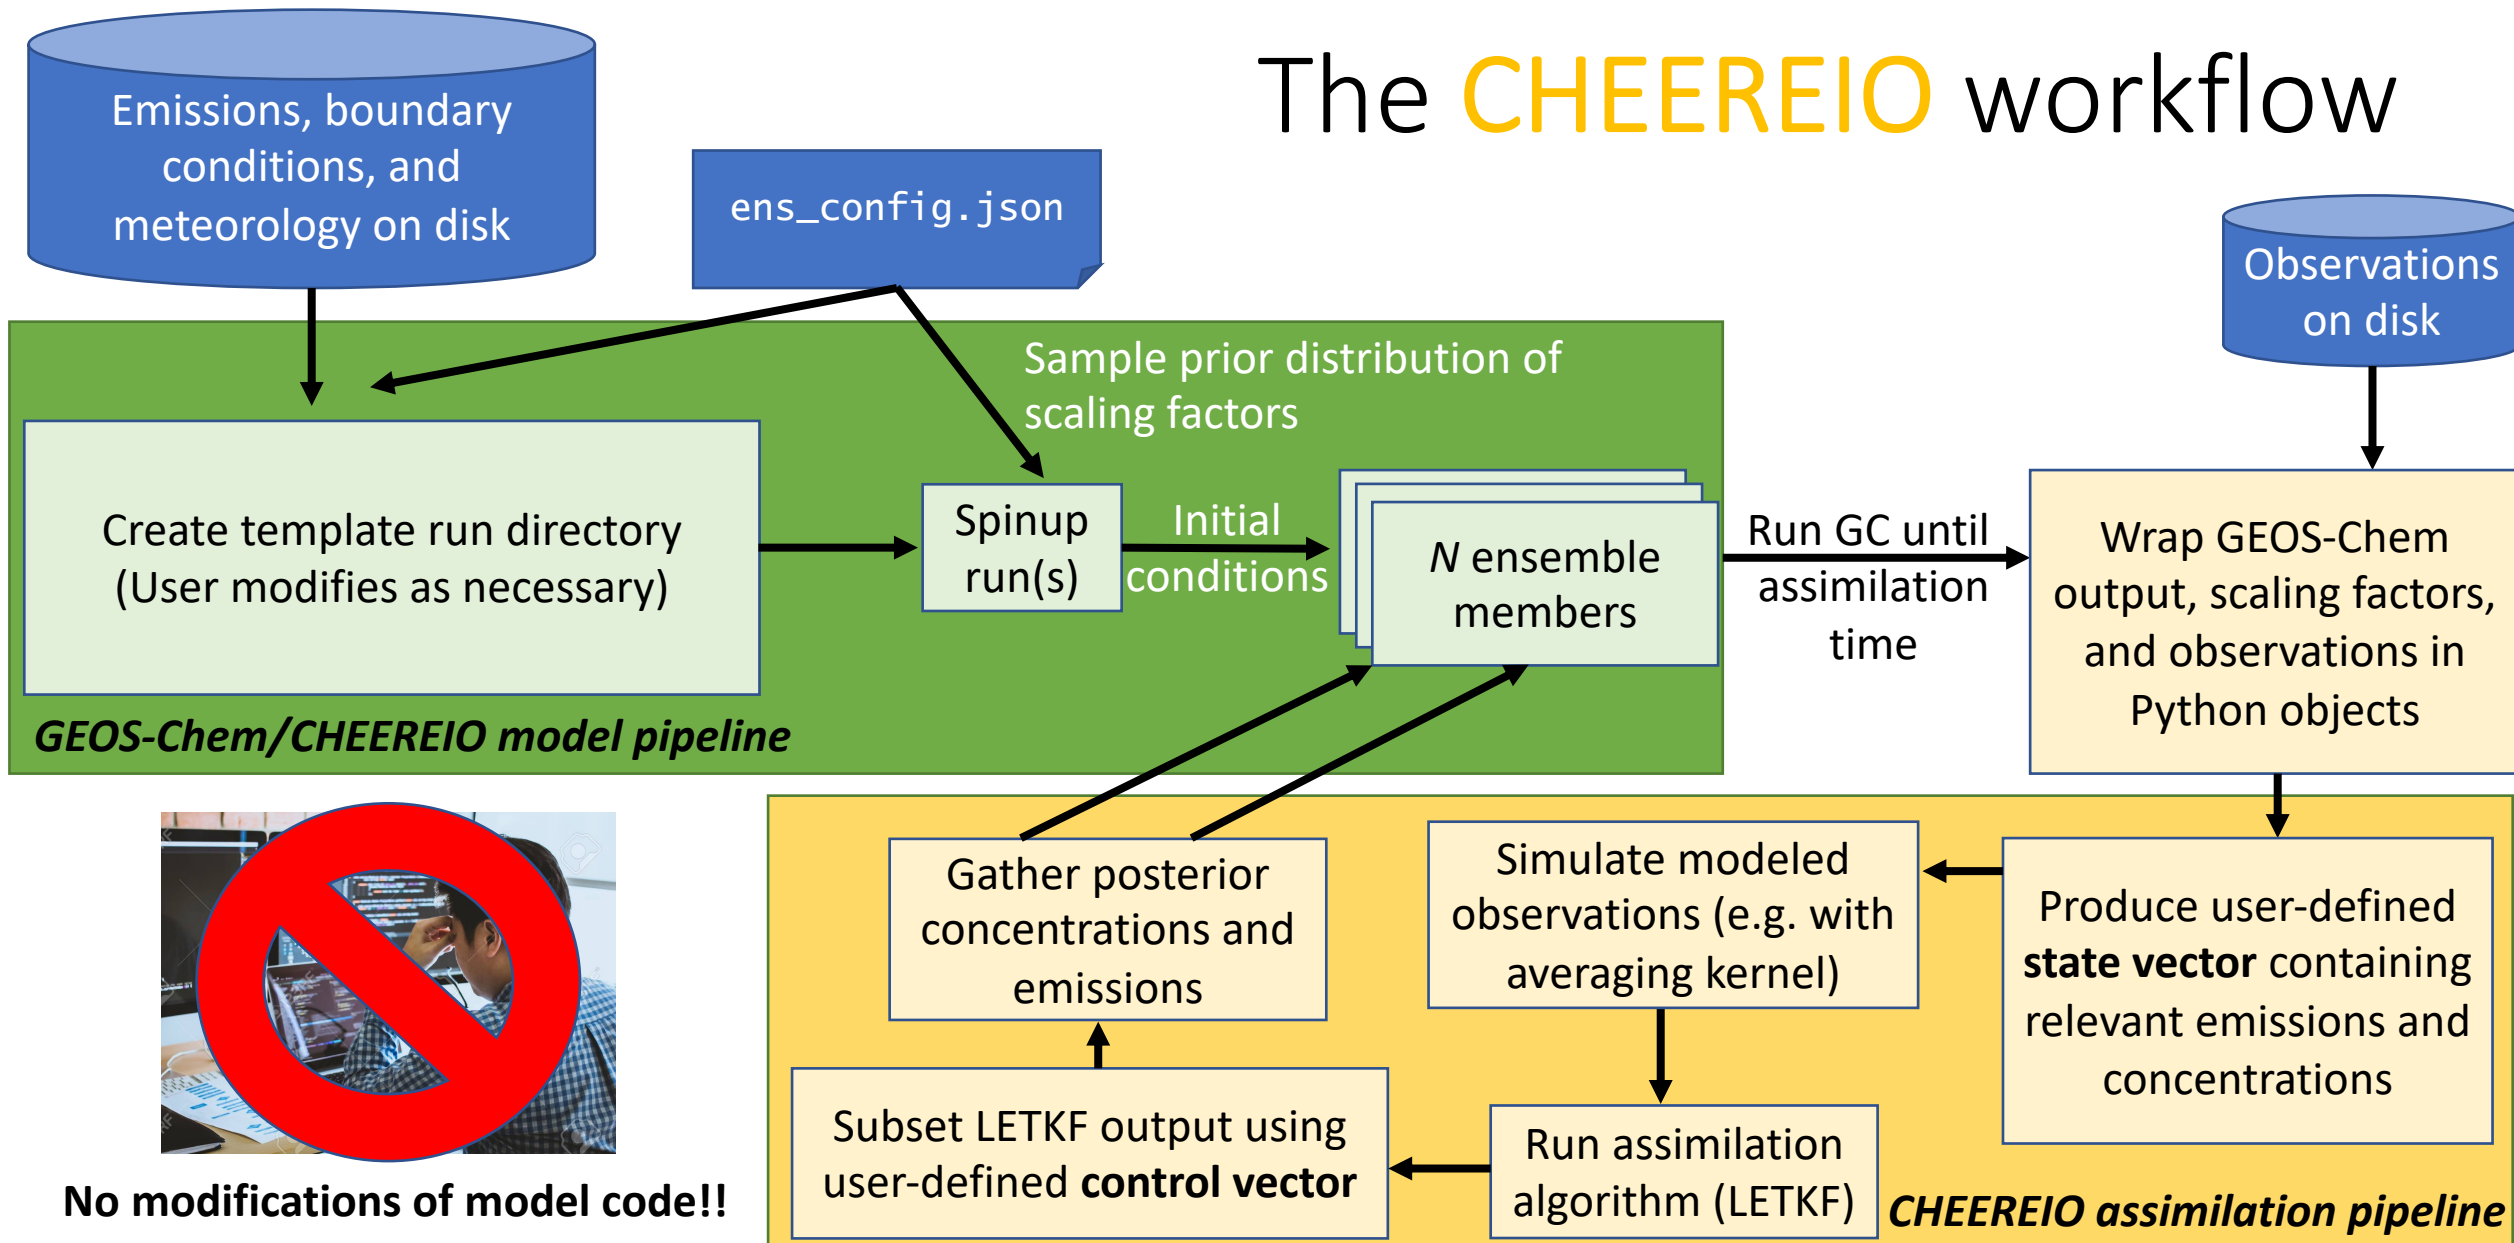 The CHEEREIO workflow
Emissions, boundary
conditions, and
meteorology on disk
ens_config.json
Observations
on disk
Sample prior distribution of
scaling factors
Create template run directory
(User modifies as necessary)
Spinup
run(s)
Initial
conditions
N ensemble
members
Run GC until
assimilation
time
Wrap GEOS-Chem
output, scaling factors,
and observations in
Python objects
GEOS-Chem/CHEEREIO model pipeline
Gather posterior
concentrations and
emissions
Simulate modeled
observations (e.g. with
averaging kernel)
Produce user-defined
state vector containing
relevant emissions and
concentrations
Subset LETKF output using
user-defined control vector
Run assimilation
algorithm (LETKF)
CHEEREIO assimilation pipeline
No modifications of model code!!